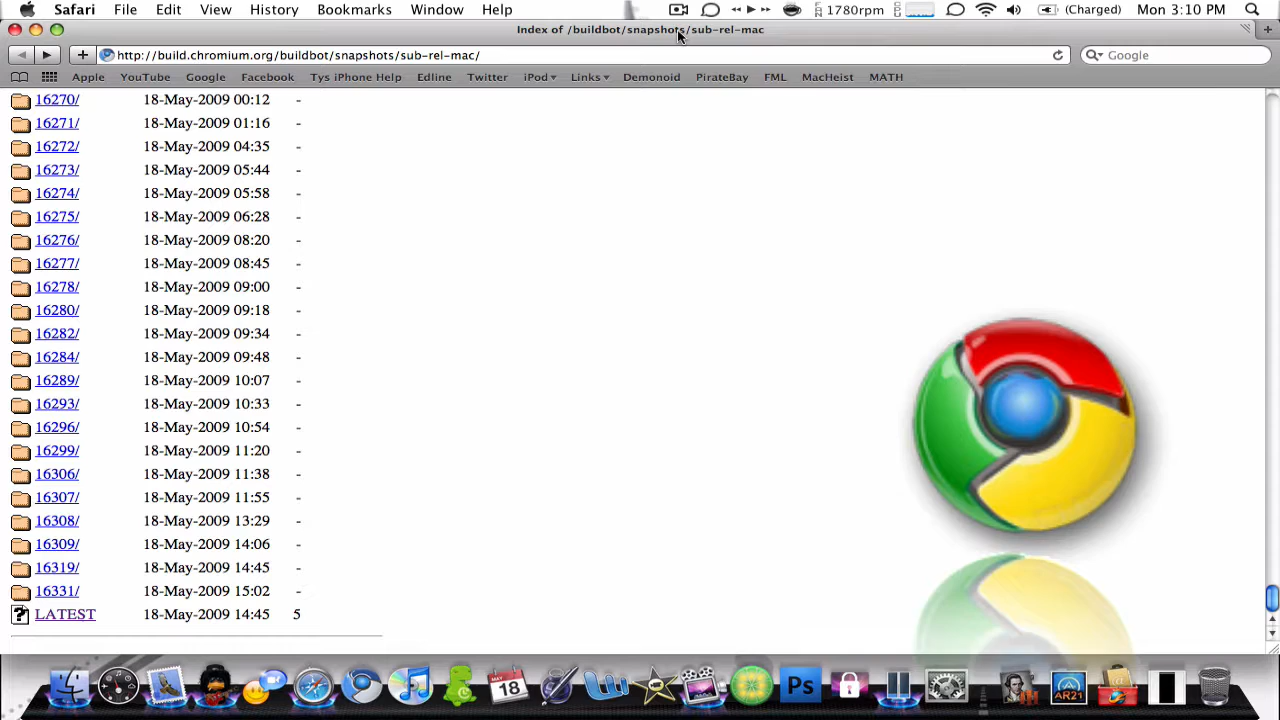 Safari File Edit View History Bookmarks Window Help 1780rpm (Charged) Mon 3:10 PM
Index of /buildbot/snapshots/sub-rel-mac
http://build.chromium.org/buildbot/snapshots/sub-rel-mac/ Google
Apple YouTube Google Facebook Tys iPhone Help Edline Twitter iPod Links Demonoid PirateBay FML MacHeist MATH
16270/ 18-May-2009 00:12 -
16271/ 18-May-2009 01:16 -
16272/ 18-May-2009 04:35 -
16273/ 18-May-2009 05:44 -
16274/ 18-May-2009 05:58 -
16275/ 18-May-2009 06:28 -
16276/ 18-May-2009 08:20 -
16277/ 18-May-2009 08:45 -
16278/ 18-May-2009 09:00 -
16280/ 18-May-2009 09:18 -
16282/ 18-May-2009 09:34 -
16284/ 18-May-2009 09:48 -
16289/ 18-May-2009 10:07 -
16293/ 18-May-2009 10:33 -
16296/ 18-May-2009 10:54 -
16299/ 18-May-2009 11:20 -
16306/ 18-May-2009 11:38 -
16307/ 18-May-2009 11:55 -
16308/ 18-May-2009 13:29 -
16309/ 18-May-2009 14:06 -
16319/ 18-May-2009 14:45 -
16331/ 18-May-2009 15:02 -
LATEST 18-May-2009 14:45 5
18 Ps AR21